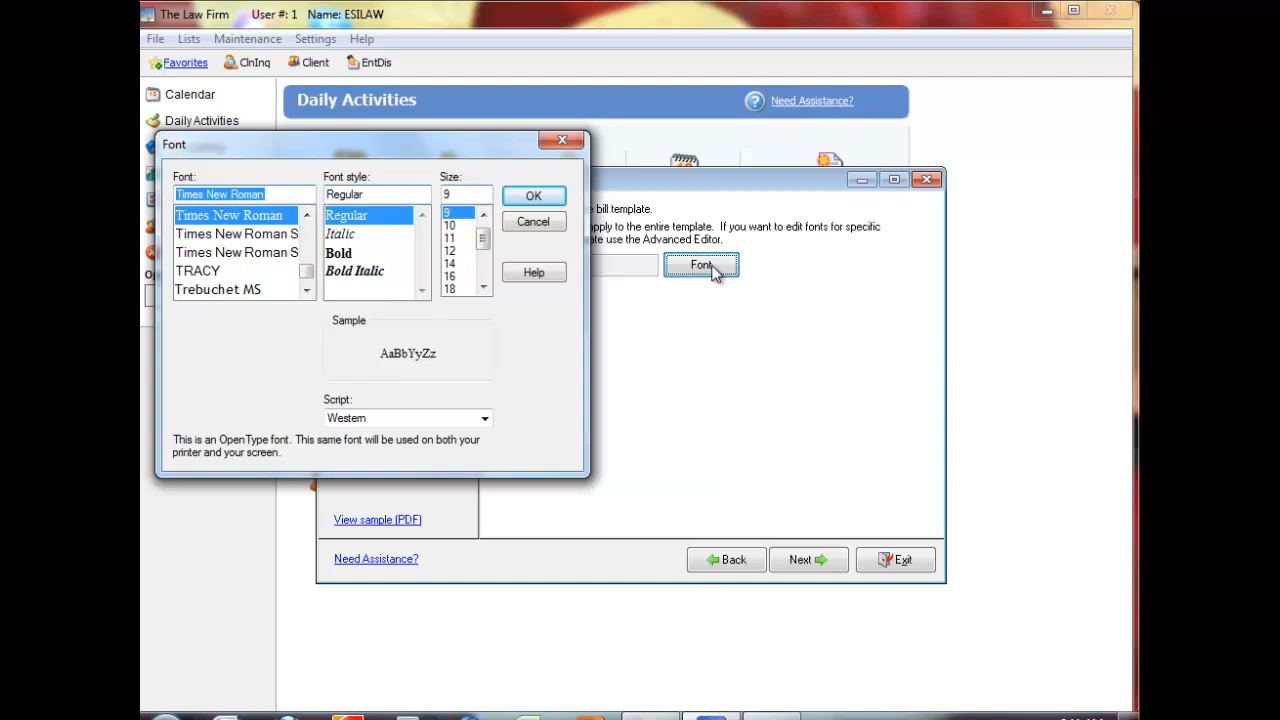 The Law Firm User #: 1 Name: ESILAW
File Lists Maintenance Settings Help
Favorites ClnInq Client EntDis
Calendar
Daily Activities
Need Assistance?
Daily Activities
Font
Font:
Font style:
Size:
Times New Roman
Regular
9
OK
Cancel
Help
Times New Roman
Times New Roman S
Times New Roman S
TRACY
Trebuchet MS
Regular
Italic
Bold
Bold Italic
9
10
11
12
14
16
18
Sample
AaBbYyZz
Script:
Western
This is an OpenType font. This same font will be used on both your
printer and your screen.
bill template.
apply to the entire template. If you want to edit fonts for specific
use the Advanced Editor.
Font
View sample (PDF)
Need Assistance?
Back Next Exit